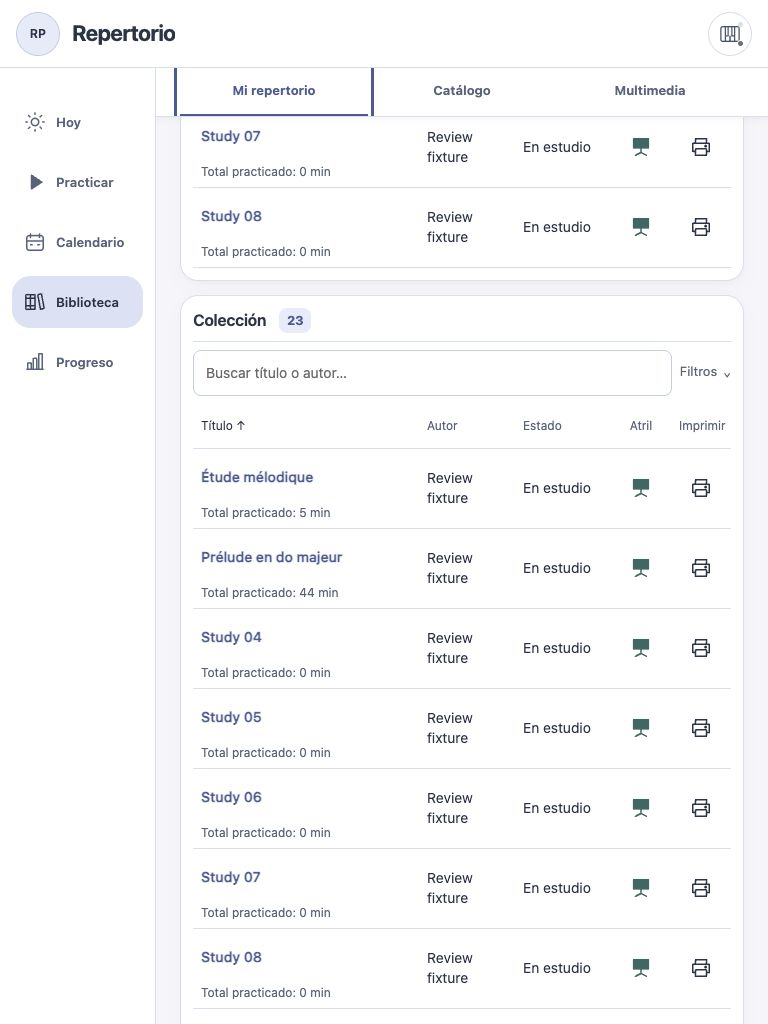 RP
Repertorio
Hoy
Practicar
Calendario
Biblioteca
Progreso
Mi repertorio
Catálogo
Multimedia
Study 07
Total practicado: 0 min
Review
fixture
En estudio
Study 08
Total practicado: 0 min
Review
fixture
En estudio
Colección 23
Buscar título o autor...
Filtros
Título ↑ Autor Estado Atril Imprimir
Étude mélodique
Total practicado: 5 min
Review
fixture
En estudio
Prélude en do majeur
Total practicado: 44 min
Review
fixture
En estudio
Study 04
Total practicado: 0 min
Review
fixture
En estudio
Study 05
Total practicado: 0 min
Review
fixture
En estudio
Study 06
Total practicado: 0 min
Review
fixture
En estudio
Study 07
Total practicado: 0 min
Review
fixture
En estudio
Study 08
Total practicado: 0 min
Review
fixture
En estudio